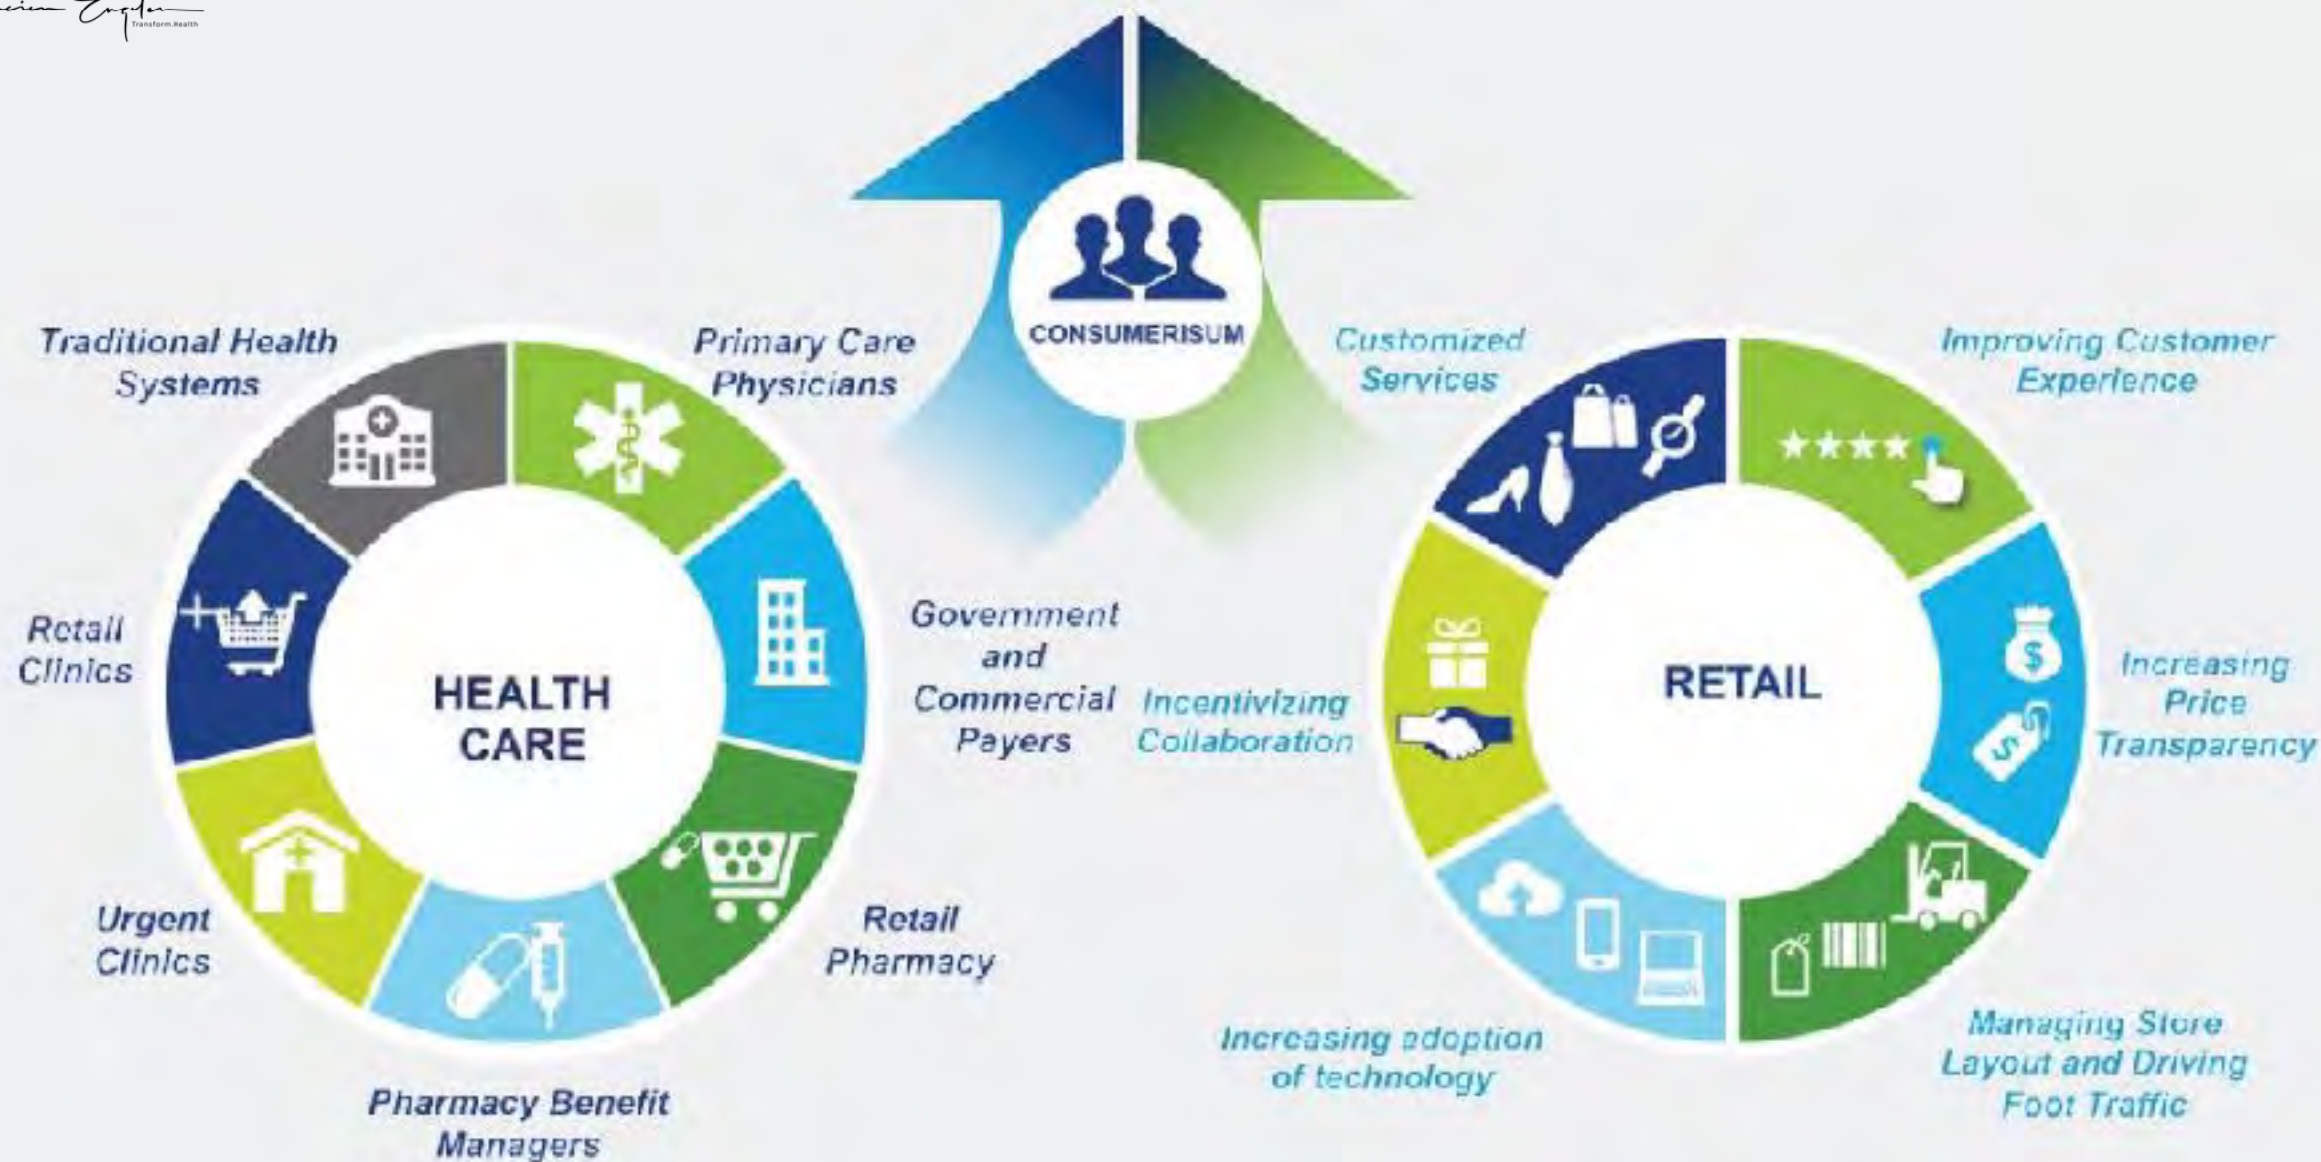 Transform.Health
CONSUMERISUM
Traditional Health
Systems
Primary Care
Physicians
Retail
Clinics
HEALTH
CARE
Government
and
Commercial
Payers
Urgent
Clinics
Retail
Pharmacy
Pharmacy Benefit
Managers
Customized
Services
Improving Customer
Experience
Incentivizing
Collaboration
RETAIL
$
$
Increasing
Price
Transparency
Increasing adoption
of technology
Managing Store
Layout and Driving
Foot Traffic